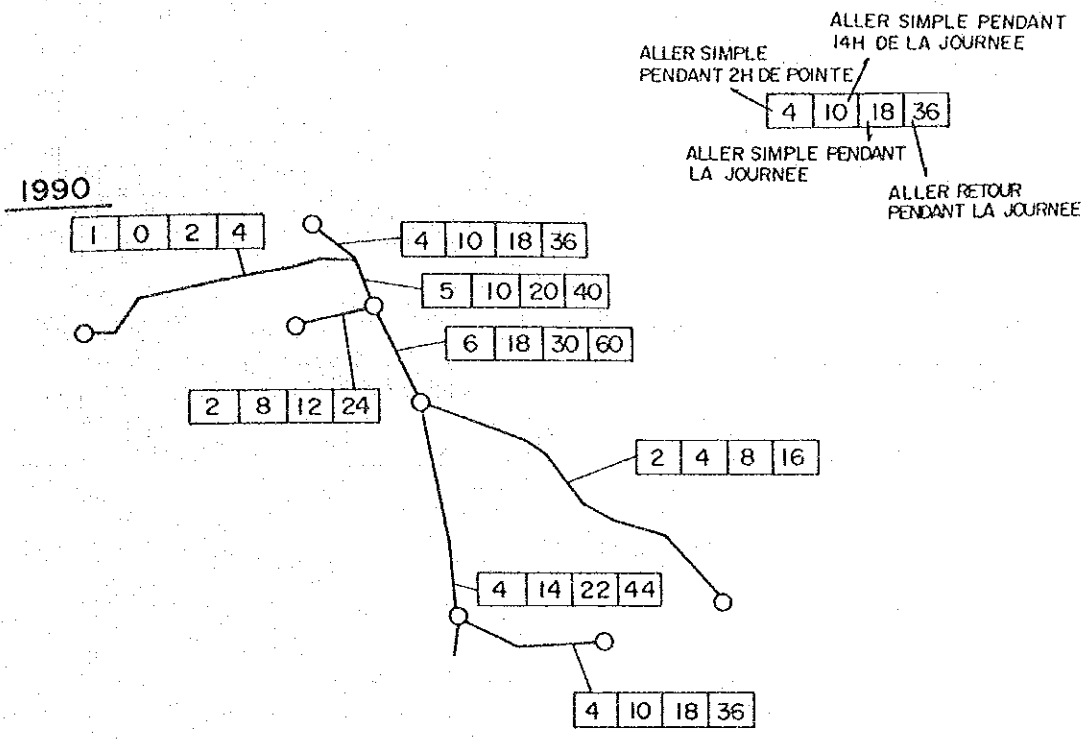 ALLER SIMPLE PENDANT
14H DE LA JOURNEE
ALLER SIMPLE
PENDANT 2H DE POINTE
4 10 18 36
ALLER SIMPLE PENDANT
LA JOURNEE
ALLER RETOUR
PENDANT LA JOURNEE
1990
1 0 2 4
4 10 18 36
5 10 20 40
6 18 30 60
2 8 12 24
2 4 8 16
4 14 22 44
4 10 18 36